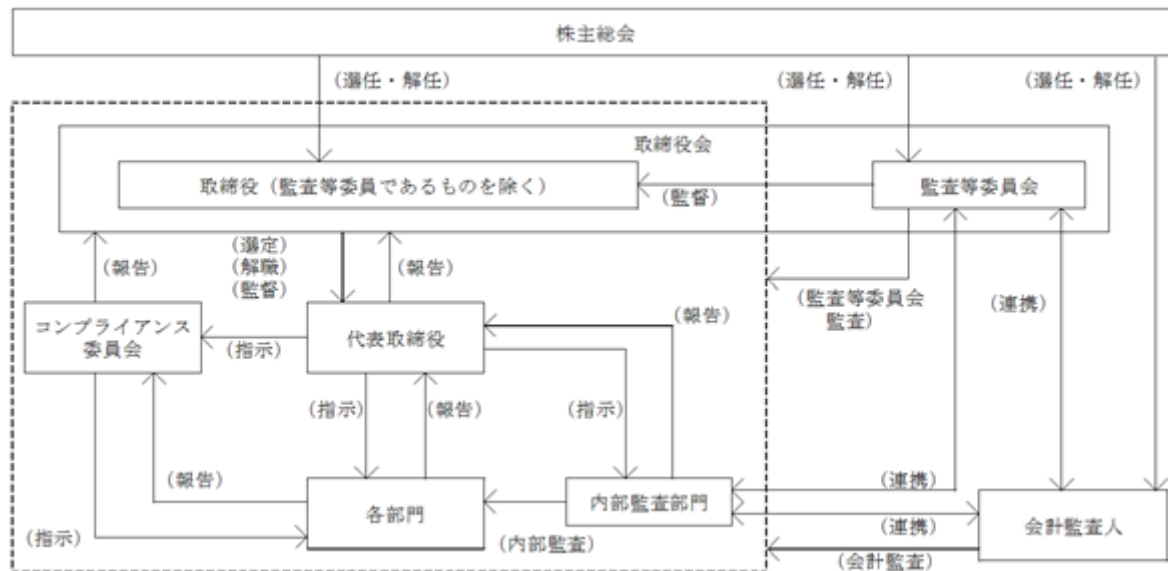 株主総会
(選任・解任)
(選任・解任)
(選任・解任)
取締役会
取締役（監査等委員であるものを除く）
監査等委員会
(監督)
(選定)
(解職)
(監督)
(報告)
(報告)
(監査等委員会
監査)
(連携)
コンプライアンス
委員会
(指示)
代表取締役
(報告)
(指示)
(報告)
(指示)
(報告)
各部門
内部監査部門
(連携)
(連携)
会計監査人
(指示)
(内部監査)
(会計監査)